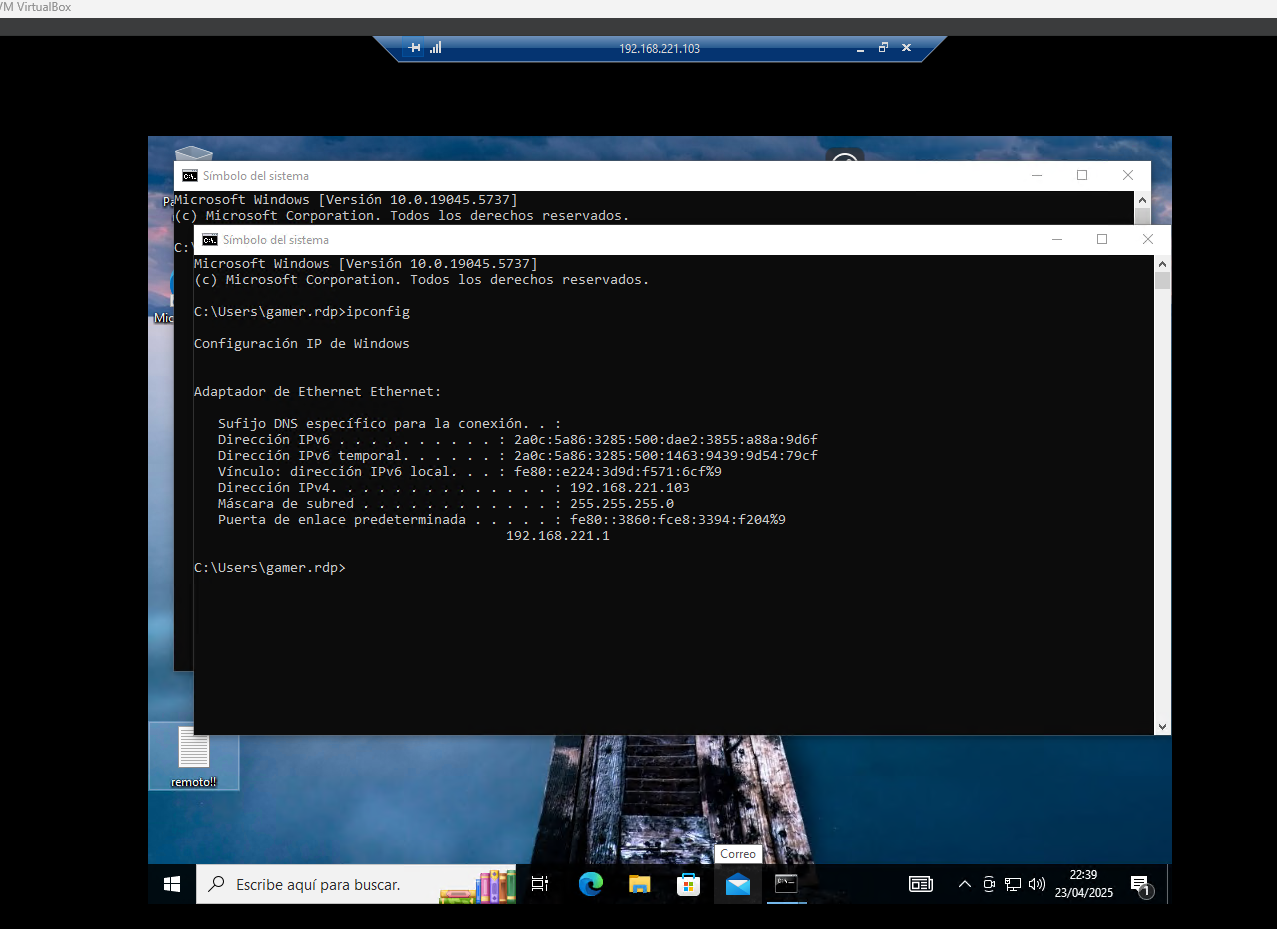 VM VirtualBox
192.168.221.103
Símbolo del sistema
Microsoft Windows [Versión 10.0.19045.5737]
(c) Microsoft Corporation. Todos los derechos reservados.
C:\
Símbolo del sistema
Microsoft Windows [Versión 10.0.19045.5737]
(c) Microsoft Corporation. Todos los derechos reservados.
C:\Users\gamer.rdp>ipconfig
Configuración IP de Windows
Adaptador de Ethernet Ethernet:
Sufijo DNS específico para la conexión. . :
Dirección IPv6 . . . . . . . . . . : 2a0c:5a86:3285:500:dae2:3855:a88a:9d6f
Dirección IPv6 temporal. . . . . . : 2a0c:5a86:3285:500:1463:9439:9d54:79cf
Vínculo: dirección IPv6 local. . . : fe80::e224:3d9d:f571:6cf%9
Dirección IPv4. . . . . . . . . . . . . . : 192.168.221.103
Máscara de subred . . . . . . . . . . . . : 255.255.255.0
Puerta de enlace predeterminada . . . . . : fe80::3860:fce8:3394:f204%9
192.168.221.1
C:\Users\gamer.rdp>
remoto!!
Correo
Escribe aquí para buscar.
22:39
23/04/2025
1